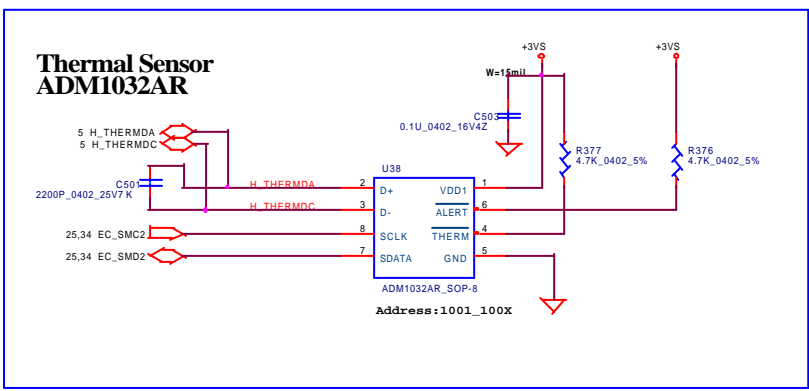 Thermal Sensor
ADM1032AR
+3VS
+3VS
W=15mil
C503
0.1U_0402_16V4Z
5 H_THERMDA
5 H_THERMDC
R377
4.7K_0402_5%
R376
4.7K_0402_5%
U38
C501
2200P_0402_25V7K
H_THERMDA
2
D+
VDD1
1
H_THERMDC
3
D-
ALERT
6
25,34 EC_SMC2
8
SCLK
THERM
4
25,34 EC_SMD2
7
SDATA
GND
5
ADM1032AR_SOP-8
Address:1001_100X